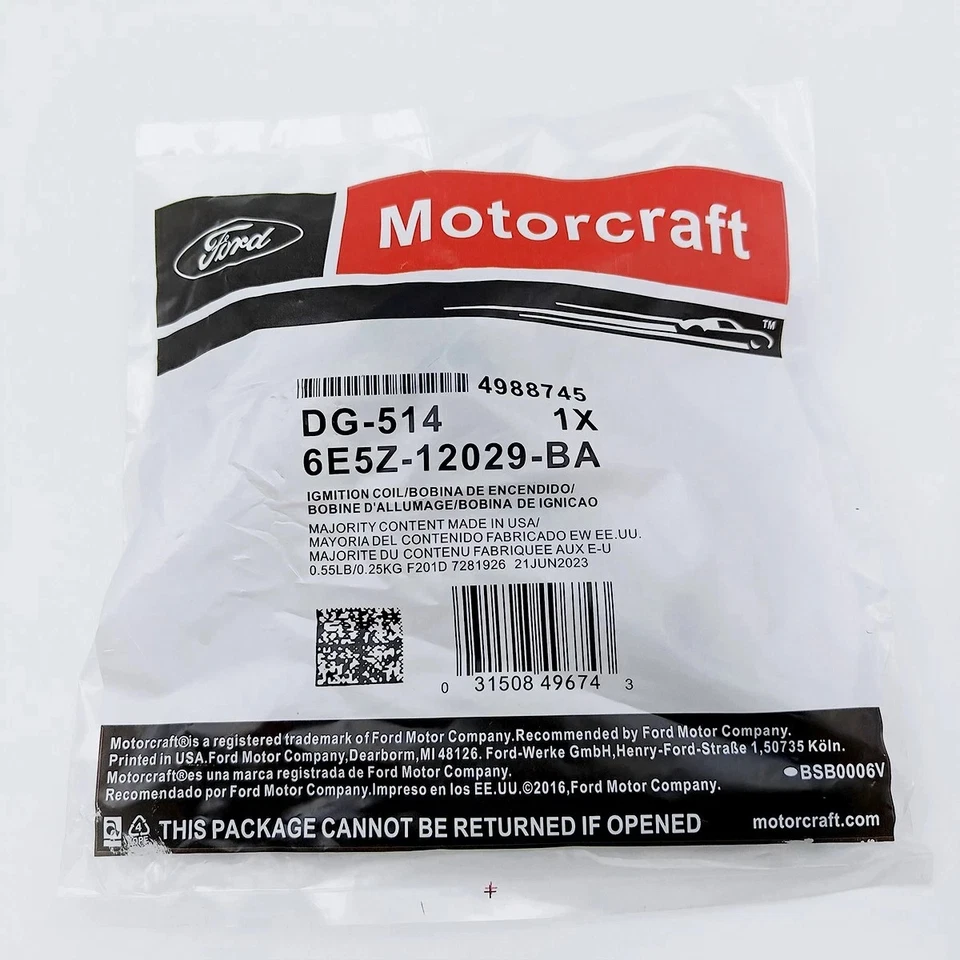 Ford
Motorcraft
TM
4988745
DG-514 1X
6E5Z-12029-BA
IGMITION COIL/BOBINA DE ENCENDIDO/
BOBINE D'ALLUMAGE/BOBINA DE IGNICAO
MAJORITY CONTENT MADE IN USA/
MAYORIA DEL CONTENIDO FABRICADO EW EE.UU.
MAJORITE DU CONTENU FABRIQUEE AUX E-U
0.55LB/0.25KG F201D 7281926 21JUN2023
0 31508 49674 3
Motorcraft®is a registered trademark of Ford Motor Company.Recommended by Ford Motor Company.
Printed in USA.Ford Motor Company,Dearborm,MI 48126. Ford-Werke GmbH,Henry-Ford-Straße 1,50735 Köln.
Motorcraft®es una marca registrada de Ford Motor Company.
BSB0006V
Recomendado por Ford Motor Company.Impreso en los EE.UU.©2016,Ford Motor Company.
4
THIS PACKAGE CANNOT BE RETURNED IF OPENED
motorcraft.com